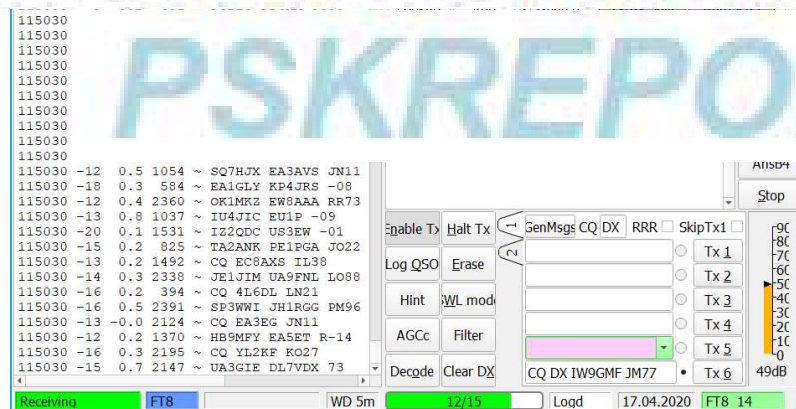 115030
115030
115030
115030
115030
115030
115030
115030
115030
115030
PSKREPO
115030 -12 0.5 1054 ~ SQ7HJX EA3AVS JN11
115030 -18 0.3 584 ~ EA1GLY KP4JRS -08
115030 -12 0.4 2360 ~ OK1MKZ EW8AAA RR73
115030 -13 0.8 1037 ~ IU4JIC EU1P -09
115030 -20 0.1 1531 ~ IZ2QDC US3EW -01
115030 -15 0.2 825 ~ TA2ANK PE1PGA JO22
115030 -13 0.2 1492 ~ CQ EC8AXS IL38
115030 -14 0.3 2338 ~ JE1JIM UA9FNL LO88
115030 -16 0.2 394 ~ CQ 4L6DL LN21
115030 -16 0.5 2391 ~ SP3WWI JH1RGG PM96
115030 -13 -0.0 2124 ~ CQ EA3EG JN11
115030 -12 0.2 1370 ~ HB9MFY EA5ET R-14
115030 -16 0.3 2195 ~ CQ YL2KF KO27
115030 -15 0.7 2147 ~ UA3GIE DL7VDX 73
AnsB4
Stop
Enable Tx Halt Tx 1 GenMsgs CQ DX RRR SkipTx1
2
Tx 1
Log QSO Erase Tx 2
Hint SWL mode Tx 3
Tx 4
AGCc Filter Tx 5
Decode Clear DX CQ DX IW9GMF JM77 Tx 6
90
80
70
60
50
40
30
20
10
0
49dB
Receiving FT8 WD 5m 12/15 Logd 17.04.2020 FT8 14